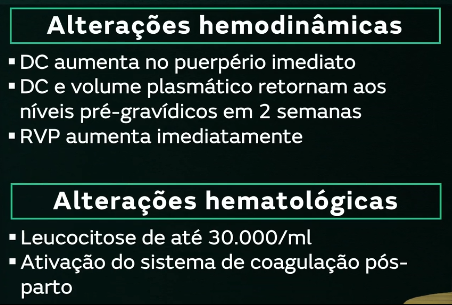 Alterações hemodinâmicas
▪ DC aumenta no puerpério imediato
▪ DC e volume plasmático retornam aos
níveis pré-gravídicos em 2 semanas
▪ RVP aumenta imediatamente
Alterações hematológicas
▪ Leucocitose de até 30.000/ml
▪ Ativação do sistema de coagulação pós-
parto